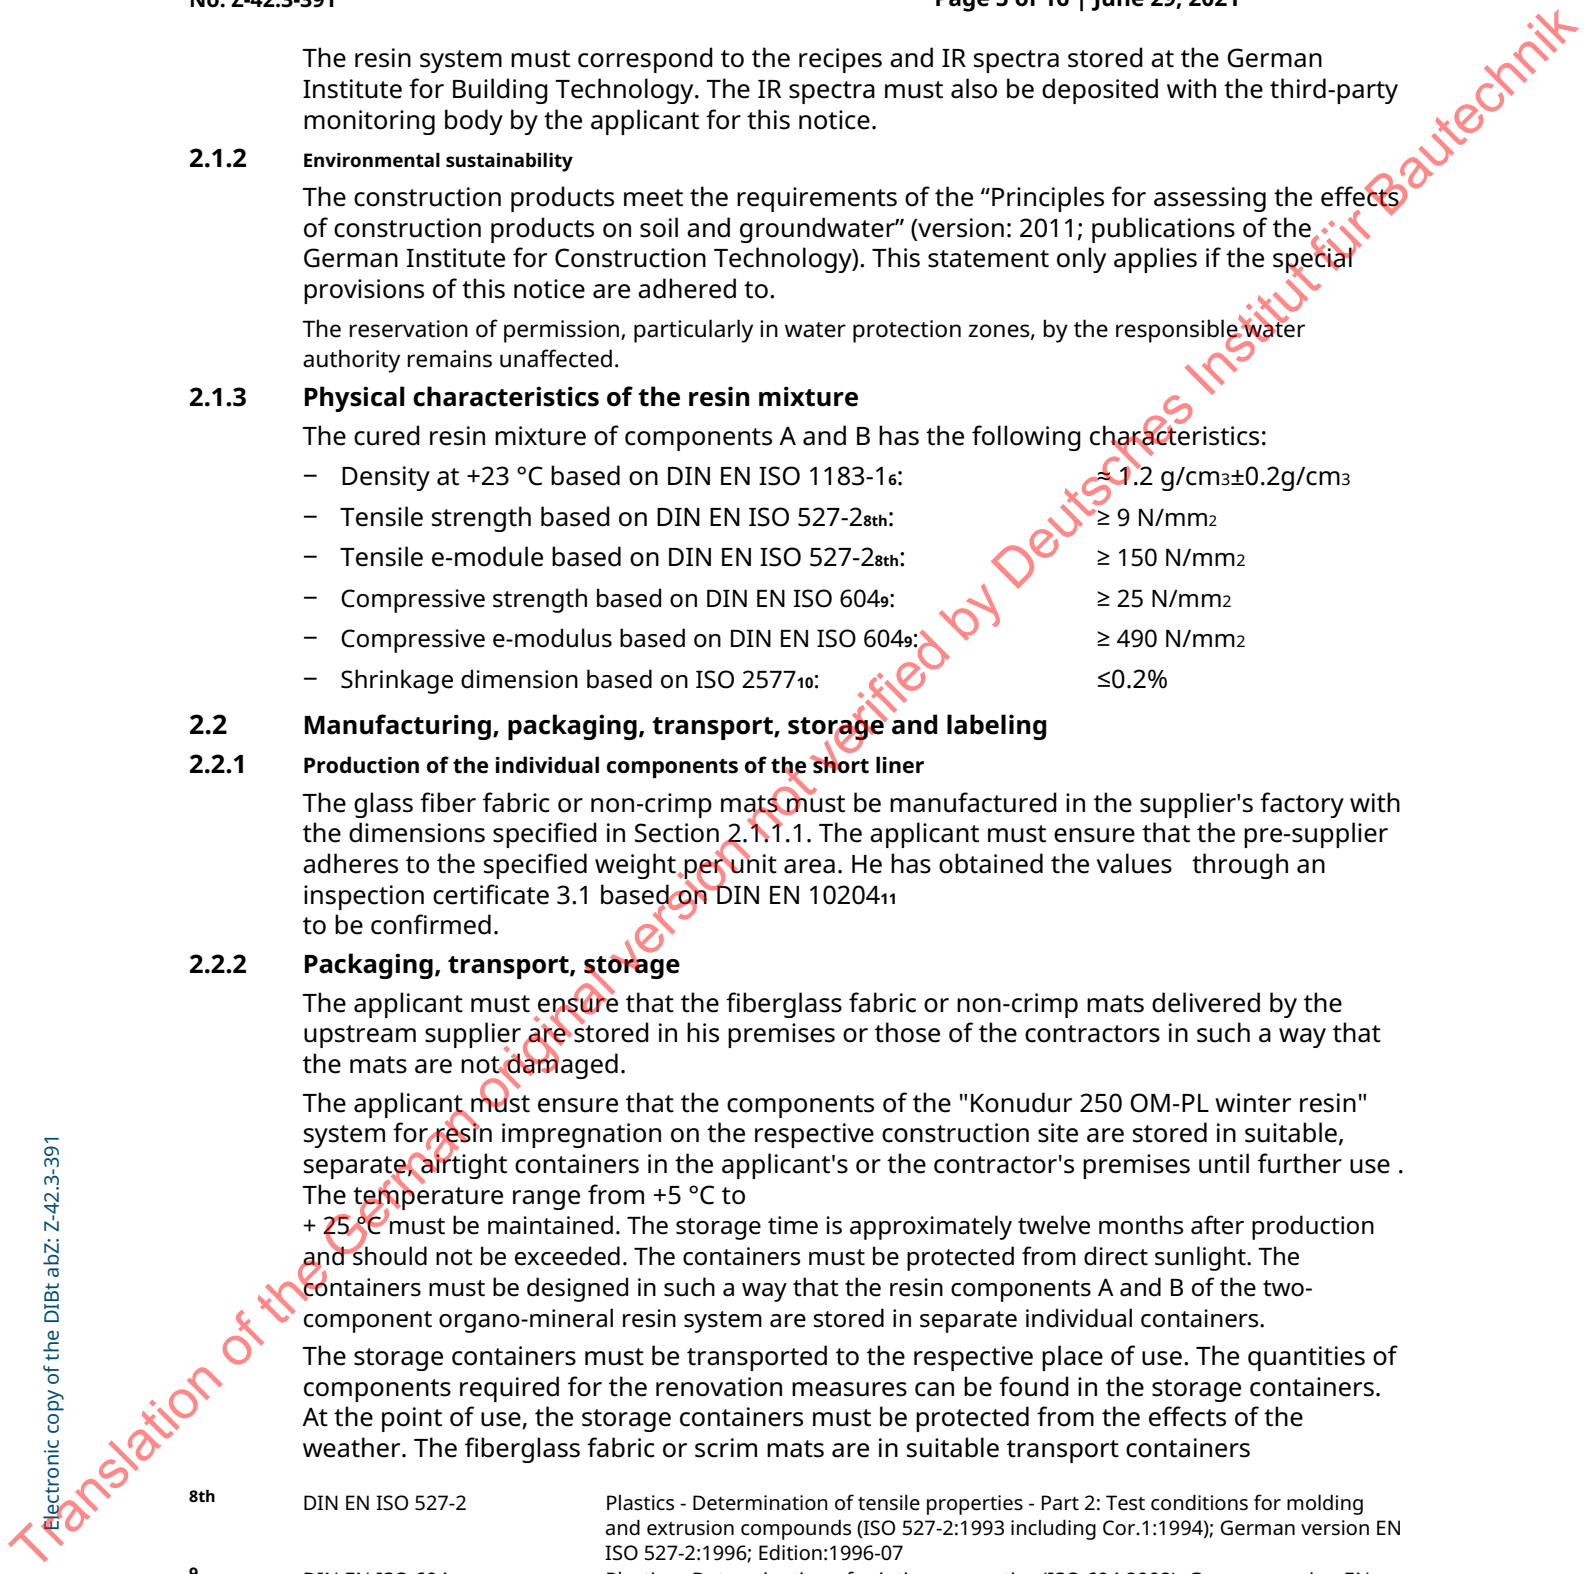 No. Z-42.3-391
Page 5 of 16 | June 29, 2021
The resin system must correspond to the recipes and IR spectra stored at the German
Institute for Building Technology. The IR spectra must also be deposited with the third-party
monitoring body by the applicant for this notice.
2.1.2 Environmental sustainability
The construction products meet the requirements of the “Principles for assessing the effects
of construction products on soil and groundwater” (version: 2011; publications of the
German Institute for Construction Technology). This statement only applies if the special
provisions of this notice are adhered to.
The reservation of permission, particularly in water protection zones, by the responsible water
authority remains unaffected.
2.1.3 Physical characteristics of the resin mixture
The cured resin mixture of components A and B has the following characteristics:
– Density at +23 °C based on DIN EN ISO 1183-16: ≈ 1.2 g/cm3±0.2g/cm3
– Tensile strength based on DIN EN ISO 527-28th: ≥ 9 N/mm2
– Tensile e-module based on DIN EN ISO 527-28th: ≥ 150 N/mm2
– Compressive strength based on DIN EN ISO 6049: ≥ 25 N/mm2
– Compressive e-modulus based on DIN EN ISO 6049: ≥ 490 N/mm2
– Shrinkage dimension based on ISO 257710: ≤0.2%
2.2 Manufacturing, packaging, transport, storage and labeling
2.2.1 Production of the individual components of the short liner
The glass fiber fabric or non-crimp mats must be manufactured in the supplier's factory with
the dimensions specified in Section 2.1.1.1. The applicant must ensure that the pre-supplier
adheres to the specified weight per unit area. He has obtained the values through an
inspection certificate 3.1 based on DIN EN 1020411
to be confirmed.
2.2.2 Packaging, transport, storage
The applicant must ensure that the fiberglass fabric or non-crimp mats delivered by the
upstream supplier are stored in his premises or those of the contractors in such a way that
the mats are not damaged.
The applicant must ensure that the components of the "Konudur 250 OM-PL winter resin"
system for resin impregnation on the respective construction site are stored in suitable,
separate, airtight containers in the applicant's or the contractor's premises until further use .
The temperature range from +5 °C to
+ 25 °C must be maintained. The storage time is approximately twelve months after production
and should not be exceeded. The containers must be protected from direct sunlight. The
containers must be designed in such a way that the resin components A and B of the two-
component organo-mineral resin system are stored in separate individual containers.
The storage containers must be transported to the respective place of use. The quantities of
components required for the renovation measures can be found in the storage containers.
At the point of use, the storage containers must be protected from the effects of the
weather. The fiberglass fabric or scrim mats are in suitable transport containers
8th DIN EN ISO 527-2 Plastics - Determination of tensile properties - Part 2: Test conditions for molding
and extrusion compounds (ISO 527-2:1993 including Cor.1:1994); German version EN
ISO 527-2:1996; Edition:1996-07
9
Electronic copy of the DIBt abZ: Z-42.3-391
Translation of the German original version not verified by Deutsches Institut für Bautechnik